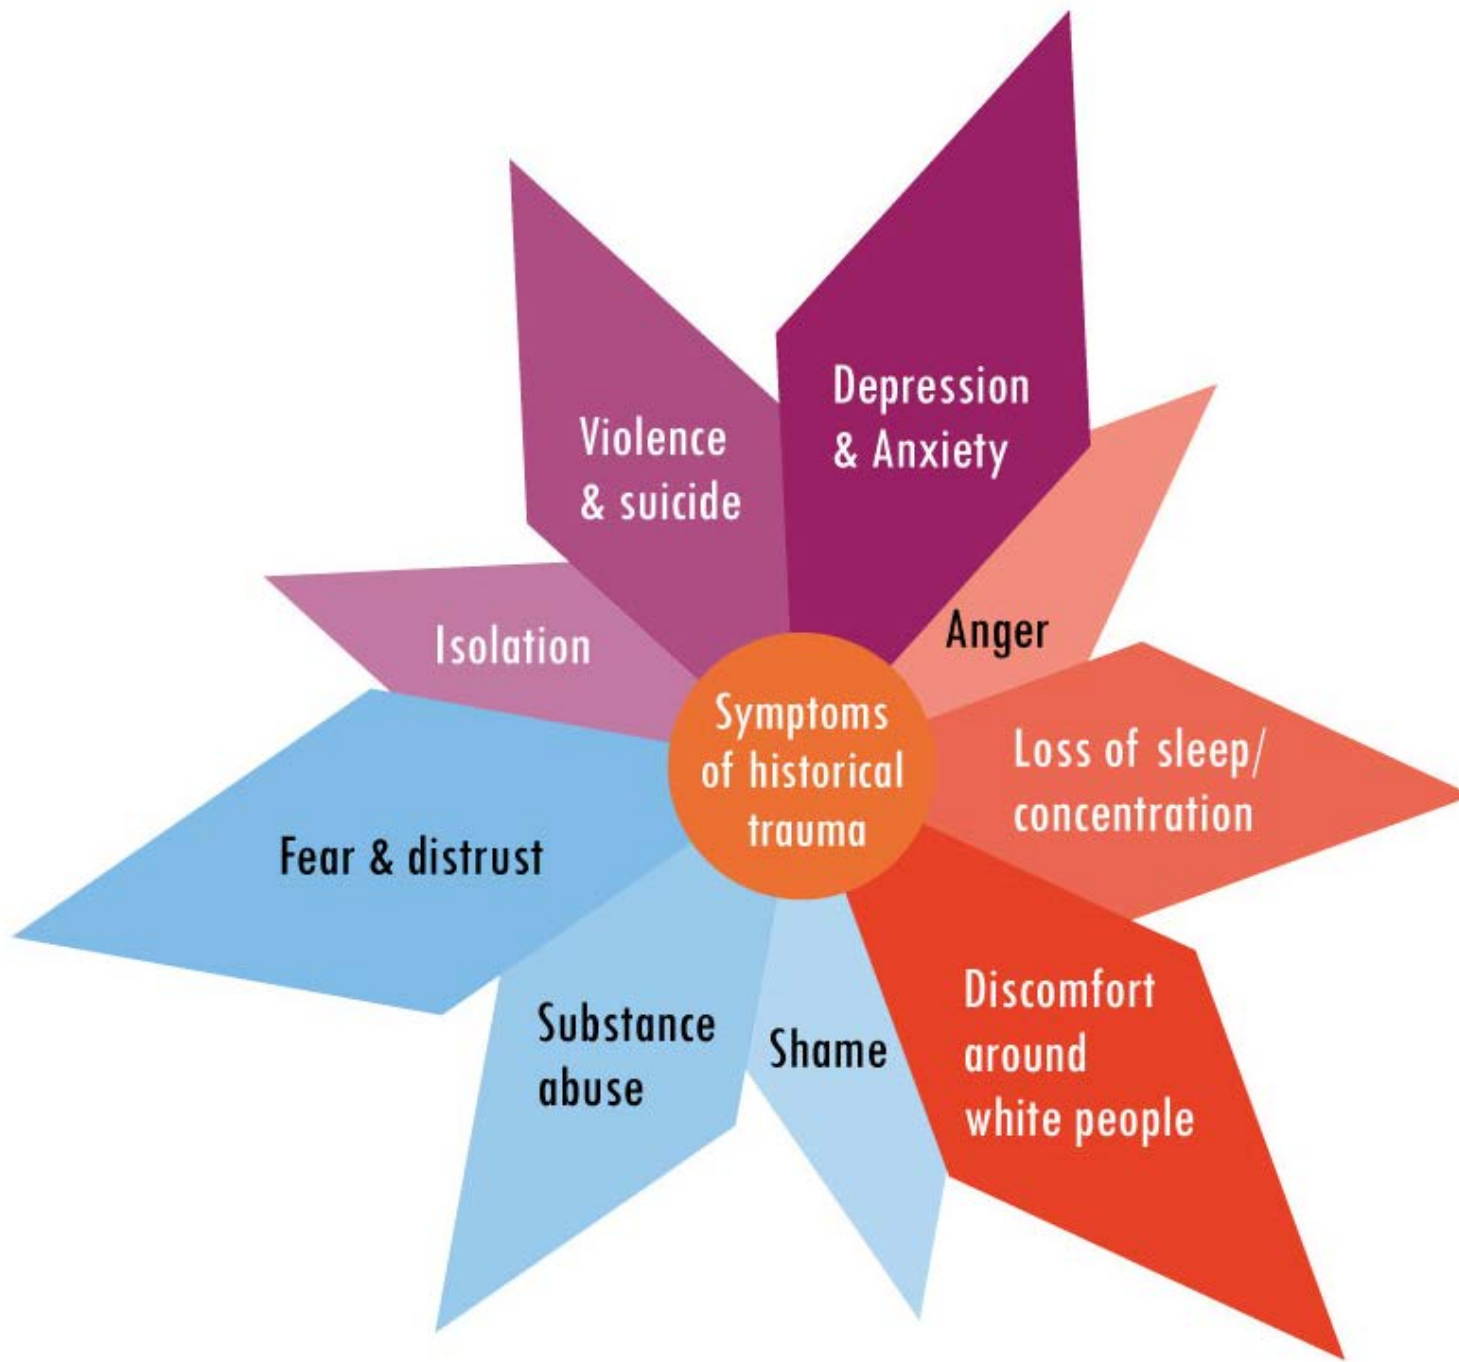 Depression
& Anxiety
Violence
& suicide
Anger
Isolation
Symptoms
of historical
trauma
Loss of sleep/
concentration
Fear & distrust
Substance
abuse
Shame
Discomfort
around
white people